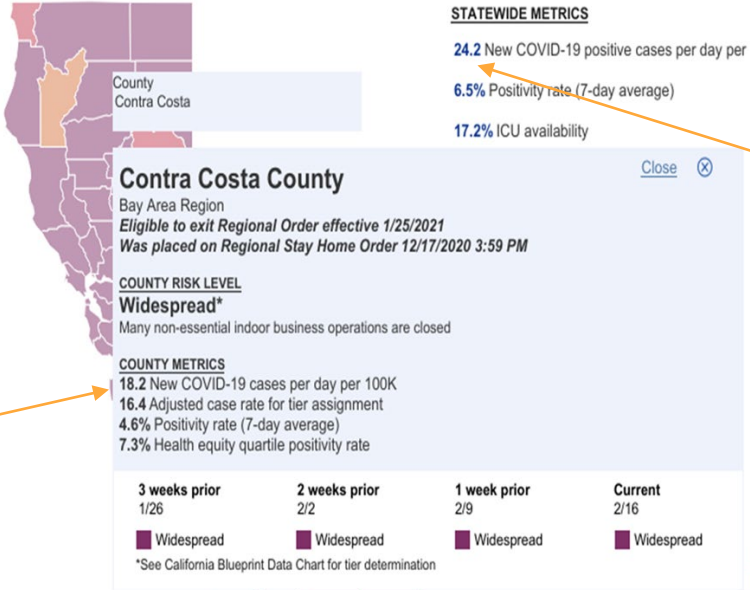 STATEWIDE METRICS
24.2 New COVID-19 positive cases per day per
6.5% Positivity rate (7-day average)
17.2% ICU availability
County
Contra Costa
Close
Contra Costa County
Bay Area Region
Eligible to exit Regional Order effective 1/25/2021
Was placed on Regional Stay Home Order 12/17/2020 3:59 PM
COUNTY RISK LEVEL
Widespread*
Many non-essential indoor business operations are closed
COUNTY METRICS
18.2 New COVID-19 cases per day per 100K
16.4 Adjusted case rate for tier assignment
4.6% Positivity rate (7-day average)
7.3% Health equity quartile positivity rate
3 weeks prior 2 weeks prior 1 week prior Current
1/26 2/2 2/9 2/16
Widespread Widespread Widespread Widespread
*See California Blueprint Data Chart for tier determination